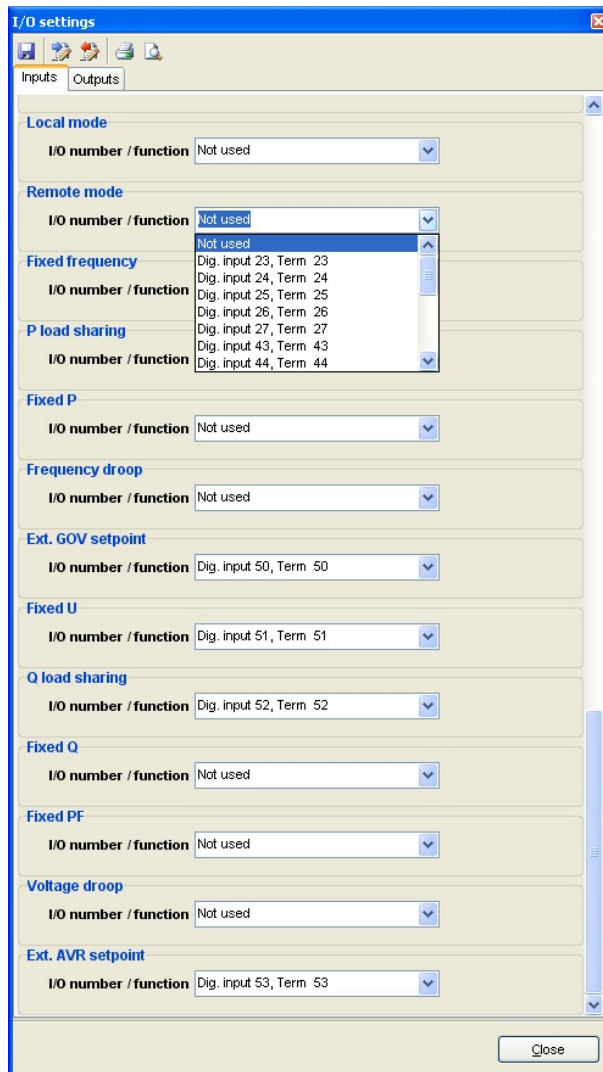 I/O settings
Inputs Outputs
Local mode
I/O number / function Not used
Remote mode
I/O number / function Not used
Not used
Dig. input 23, Term 23
Fixed frequency
Dig. input 24, Term 24
Dig. input 25, Term 25
I/O number / function
Dig. input 26, Term 26
Dig. input 27, Term 27
P load sharing
Dig. input 43, Term 43
I/O number / function
Dig. input 44, Term 44
Fixed P
I/O number / function Not used
Frequency droop
I/O number / function Not used
Ext. GOV setpoint
I/O number / function Dig. input 50, Term 50
Fixed U
I/O number / function Dig. input 51, Term 51
Q load sharing
I/O number / function Dig. input 52, Term 52
Fixed Q
I/O number / function Not used
Fixed PF
I/O number / function Not used
Voltage droop
I/O number / function Not used
Ext. AVR setpoint
I/O number / function Dig. input 53, Term 53
Close